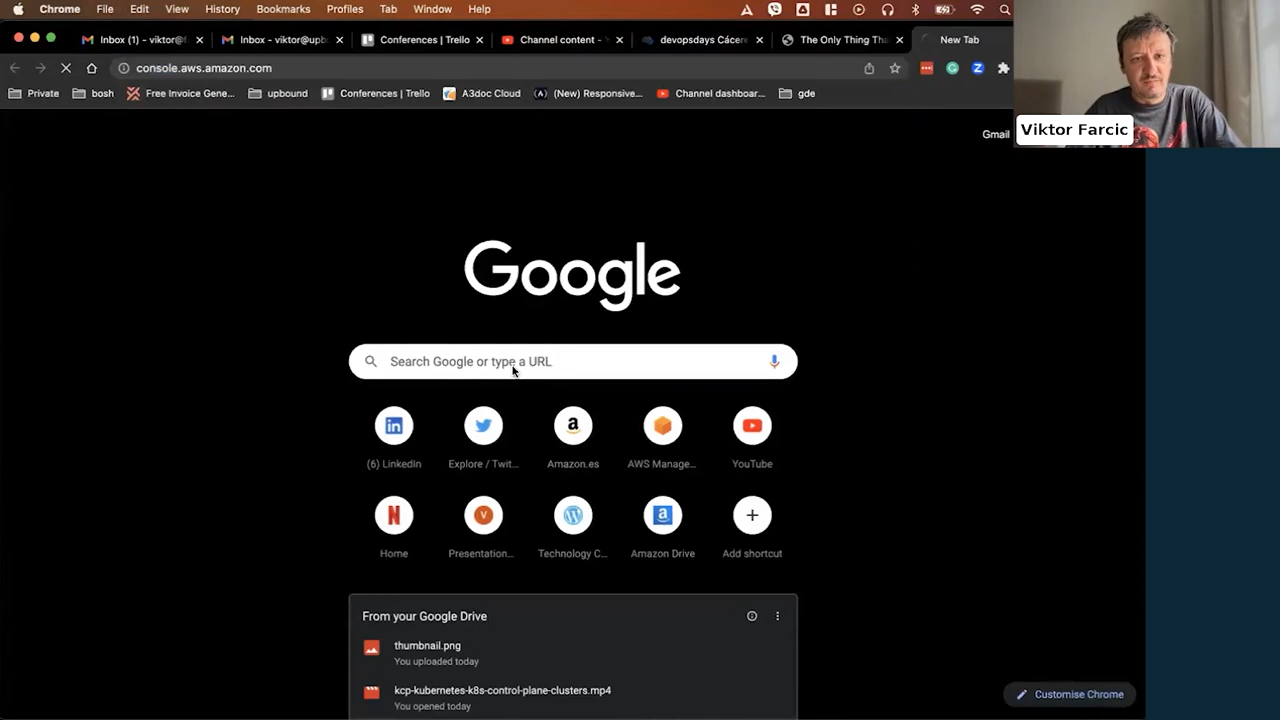 Chrome File Edit View History Bookmarks Profiles Tab Window Help
Inbox (1) - viktor@f
Inbox - viktor@upb
Conferences | Trello
Channel content -
devopsdays Cácere
The Only Thing Tha
New Tab
console.aws.amazon.com
Private
bosh
Free Invoice Gene...
upbound
Conferences | Trello
A3doc Cloud
(New) Responsive...
Channel dashboar...
gde
Viktor Farcic
Gmail
Google
Search Google or type a URL
(6) LinkedIn
Explore / Twit...
Amazon.es
AWS Manage...
YouTube
Home
Presentation...
Technology C...
Amazon Drive
Add shortcut
From your Google Drive
thumbnail.png
You uploaded today
kcp-kubernetes-k8s-control-plane-clusters.mp4
You opened today
Customise Chrome